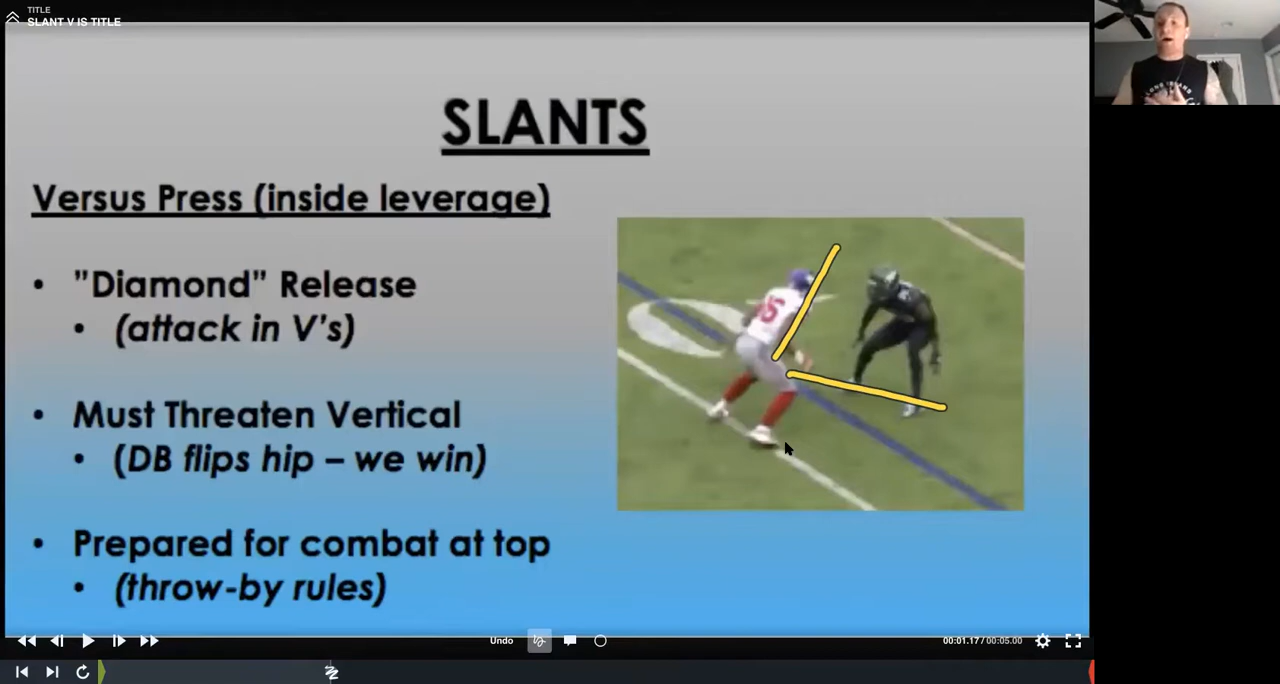 TITLE
SLANT V IS TITLE
SLANTS
Versus Press (inside leverage)
• "Diamond" Release
• (attack in V's)
• Must Threaten Vertical
• (DB flips hip – we win)
• Prepared for combat at top
• (throw-by rules)
Undo
00:01.17 / 00:05.00